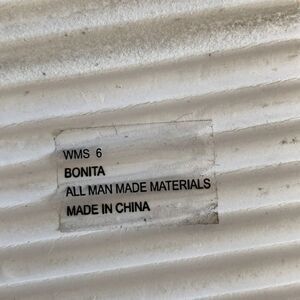 WMS 6
BONITA
ALL MAN MADE MATERIALS
MADE IN CHINA